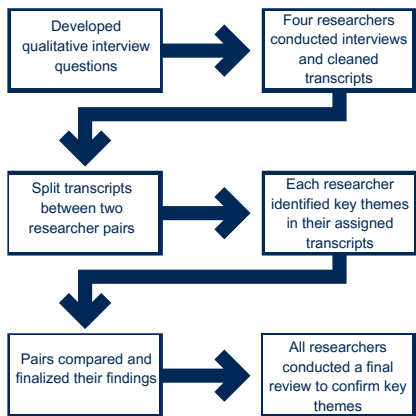 Developed
qualitative interview
questions
Four researchers
conducted interviews
and cleaned
transcripts
Split transcripts
between two
researcher pairs
Each researcher
identified key themes
in their assigned
transcripts
Pairs compared and
finalized their findings
All researchers
conducted a final
review to confirm key
themes